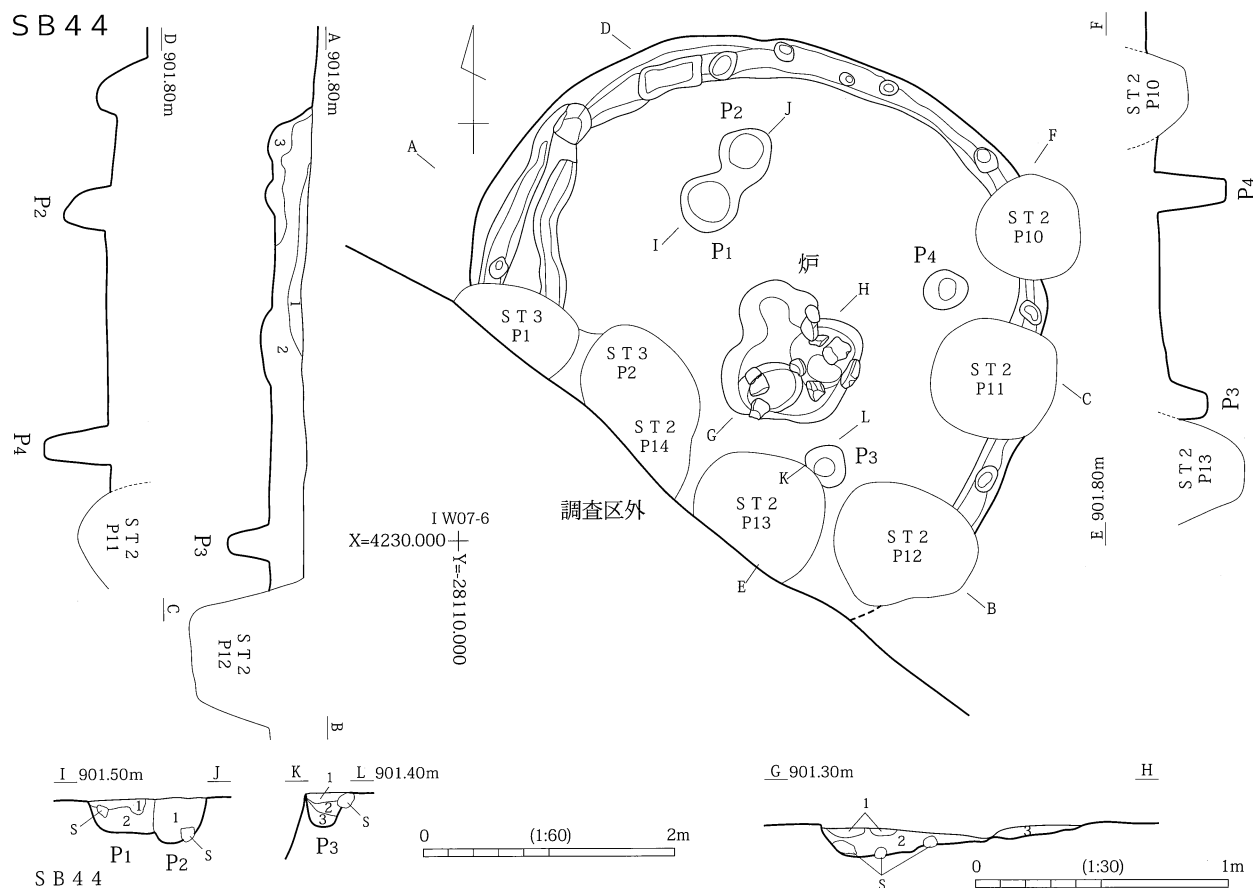 SB44
D 901.80m
P2
P4
ST2
P11
C
A 901.80m
3
1
2
P3
ST2
P12
B
D
A
P2
J
I
P1
F
ST2
P10
P4
炉
H
ST3
P1
ST3
P2
ST2
P14
ST2
P11
C
G
L
K
P3
ST2
P13
ST2
P12
E
B
調査区外
I W07-6
X=4230.000
Y=-28110.000
F
ST2
P10
P4
P3
ST2
P13
E 901.80m
I 901.50m J
1
2
1
S
S
P1 P2
K L 901.40m
1
2
3
S
P3
0 (1:60) 2m
G 901.30m H
1
2
3
S
0 (1:30) 1m
SB44